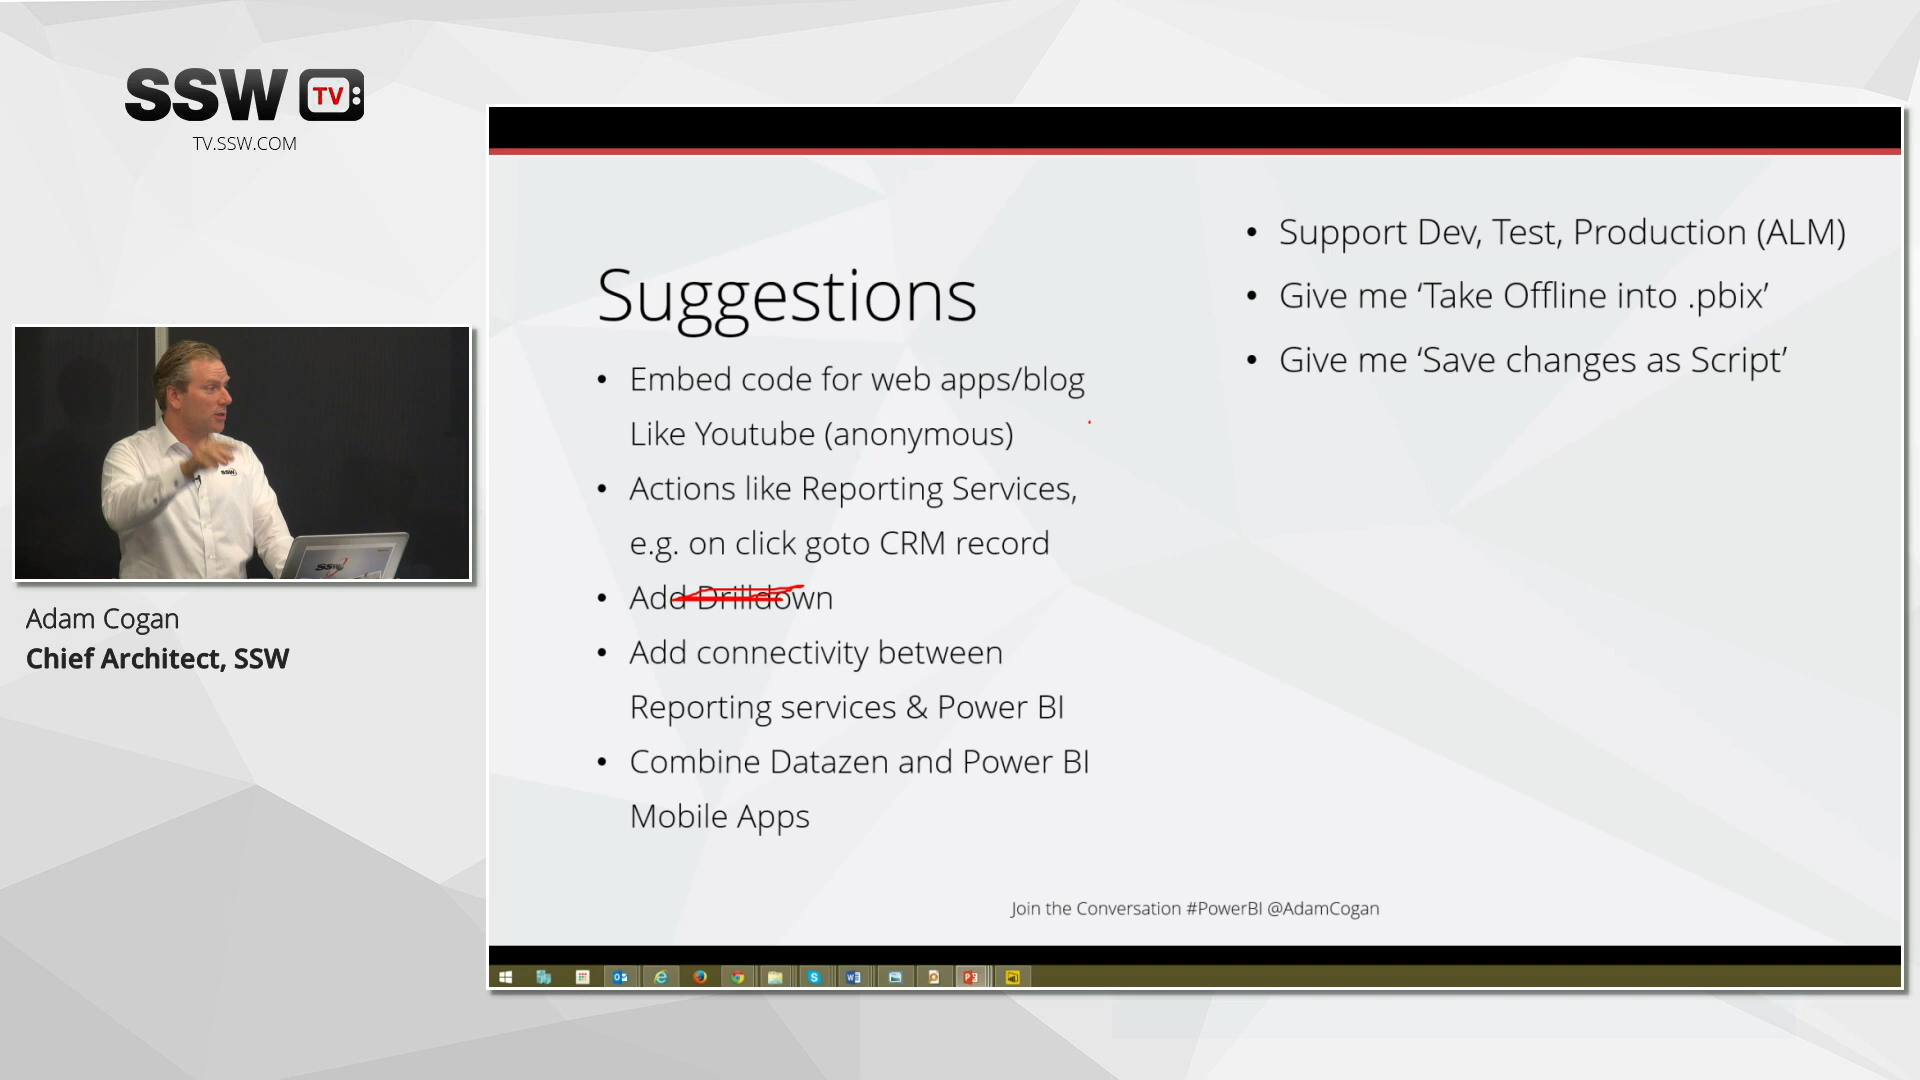 SSW TV:
TV.SSW.COM
SSW
SSW
Adam Cogan
Chief Architect, SSW
Suggestions
• Embed code for web apps/blog
Like Youtube (anonymous)
• Actions like Reporting Services,
e.g. on click goto CRM record
• Add Drilldown
• Add connectivity between
Reporting services & Power BI
• Combine Datazen and Power BI
Mobile Apps
• Support Dev, Test, Production (ALM)
• Give me ‘Take Offline into .pbix’
• Give me ‘Save changes as Script’
Join the Conversation #PowerBI @AdamCogan